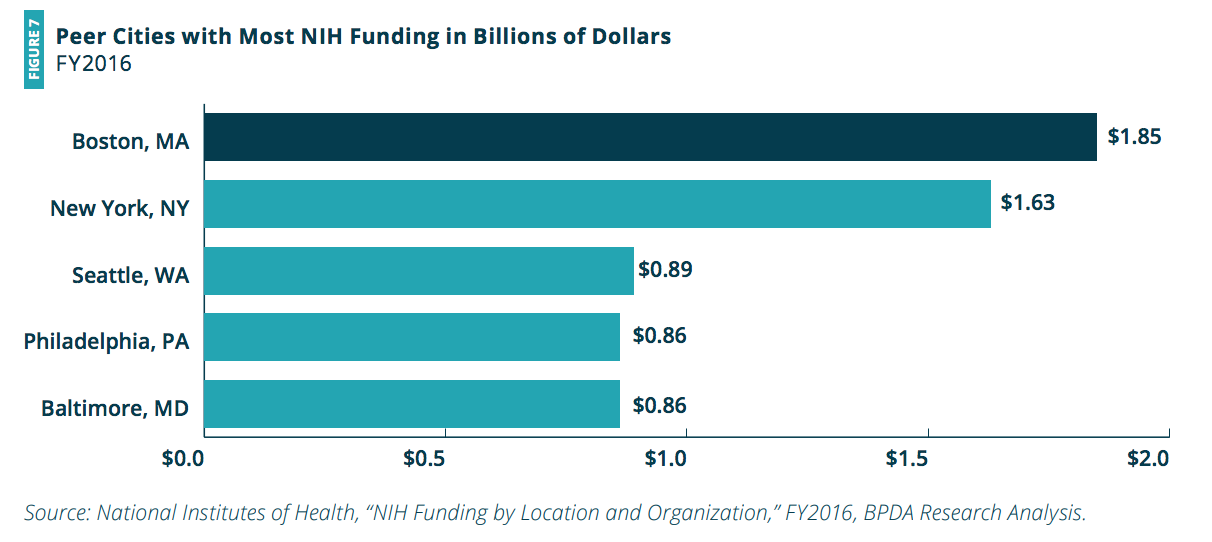 FIGURE 7
Peer Cities with Most NIH Funding in Billions of Dollars
FY2016
Boston, MA $1.85
New York, NY $1.63
Seattle, WA $0.89
Philadelphia, PA $0.86
Baltimore, MD $0.86
$0.0 $0.5 $1.0 $1.5 $2.0
Source: National Institutes of Health, “NIH Funding by Location and Organization,” FY2016, BPDA Research Analysis.